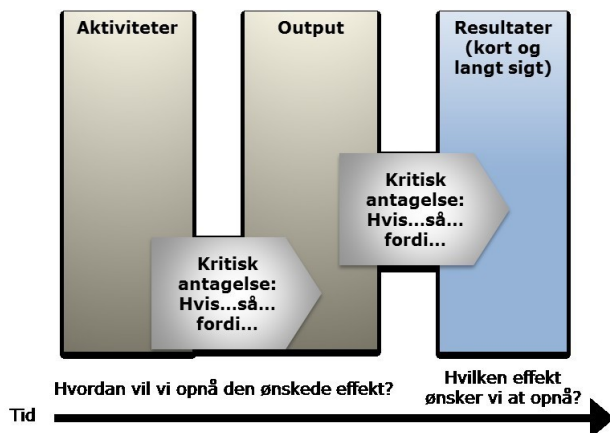 Aktiviteter
Output
Resultater
(kort og
langt sigt)
Kritisk
antagelse:
Hvis...så...
fordi...
Kritisk
antagelse:
Hvis...så...
fordi...
Hvordan vil vi opnå den ønskede effekt?
Hvilken effekt
ønsker vi at opnå?
Tid